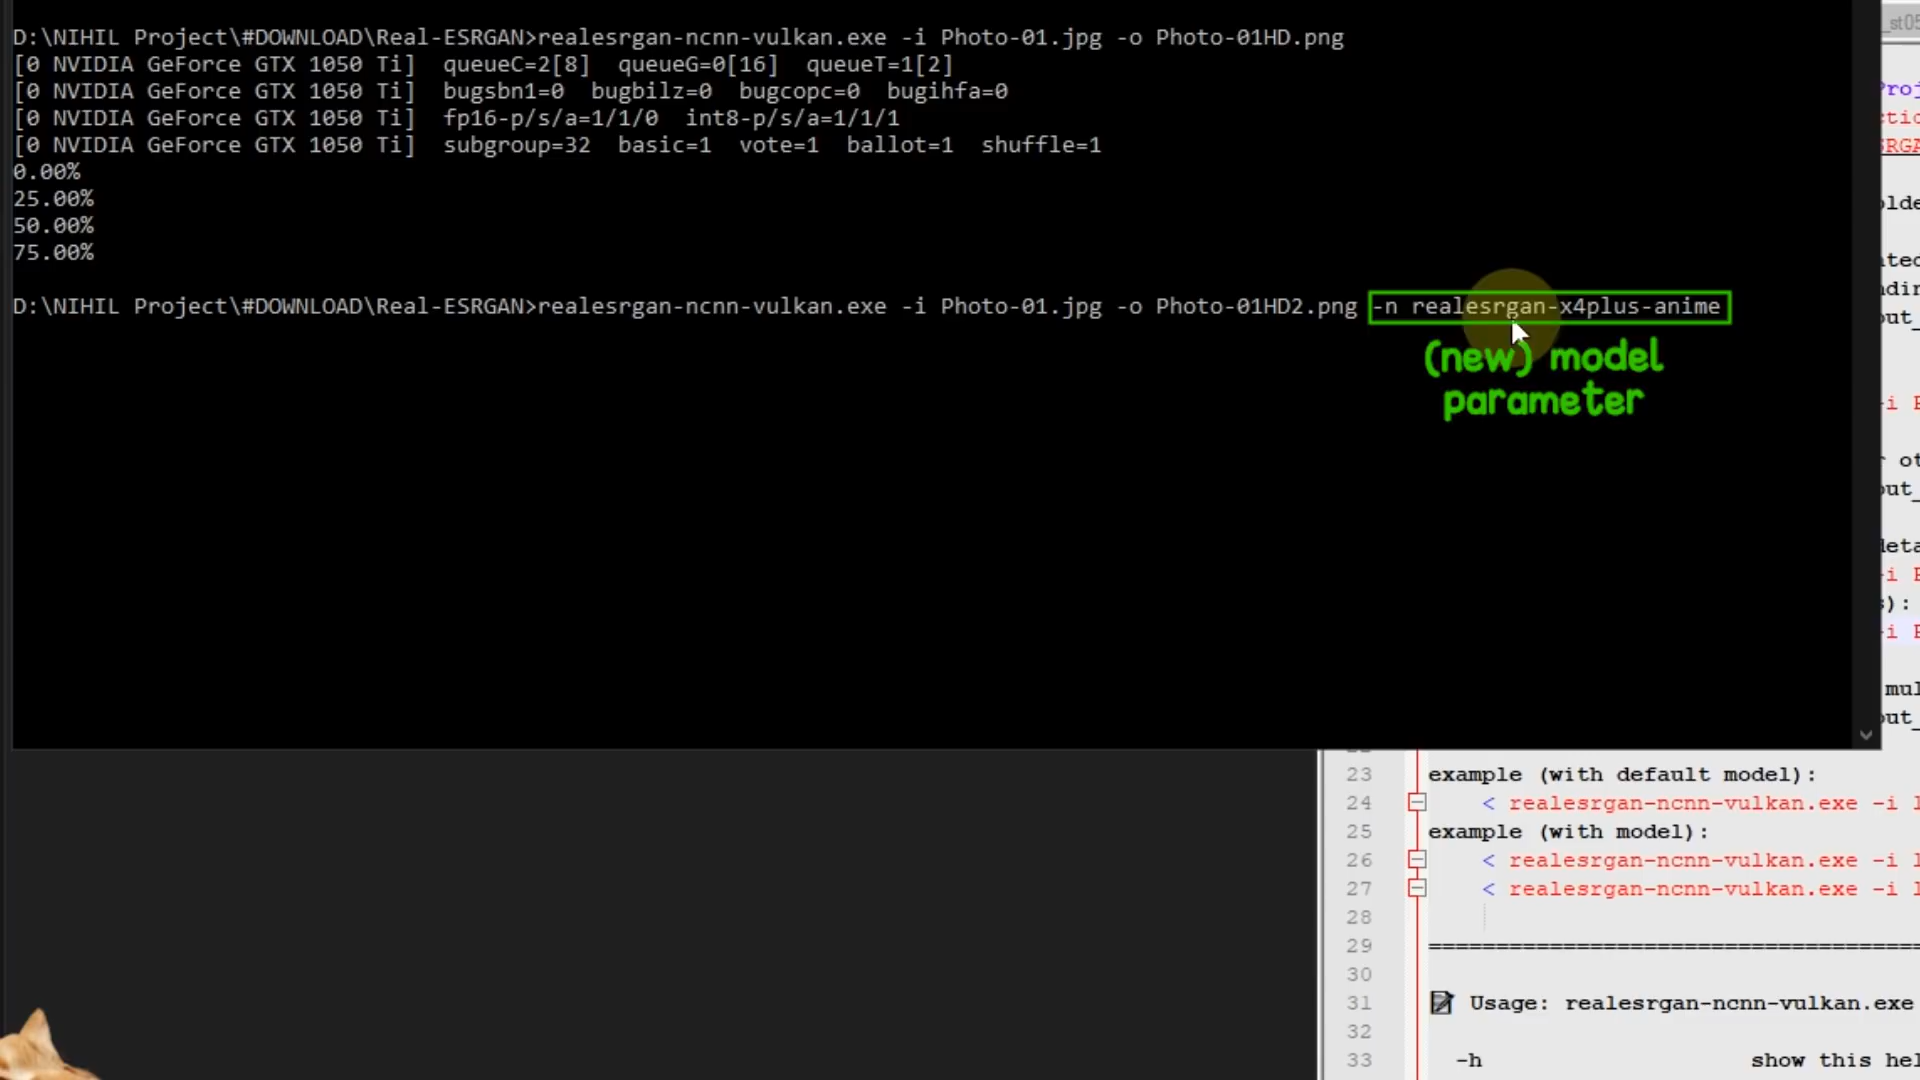 D:\NIHIL Project\#DOWNLOAD\Real-ESRGAN>realesrgan-ncnn-vulkan.exe -i Photo-01.jpg -o Photo-01HD.png
[0 NVIDIA GeForce GTX 1050 Ti]  queueC=2[8]  queueG=0[16]  queueT=1[2]
[0 NVIDIA GeForce GTX 1050 Ti]  bugsbn1=0  bugbilz=0  bugcopc=0  bugihfa=0
[0 NVIDIA GeForce GTX 1050 Ti]  fp16-p/s/a=1/1/0  int8-p/s/a=1/1/1
[0 NVIDIA GeForce GTX 1050 Ti]  subgroup=32  basic=1  vote=1  ballot=1  shuffle=1
0.00%
25.00%
50.00%
75.00%
D:\NIHIL Project\#DOWNLOAD\Real-ESRGAN>realesrgan-ncnn-vulkan.exe -i Photo-01.jpg -o Photo-01HD2.png -n realesrgan-x4plus-anime
(new) model
parameter
23 example (with default model):
24 < realesrgan-ncnn-vulkan.exe -i
25 example (with model):
26 < realesrgan-ncnn-vulkan.exe -i
27 < realesrgan-ncnn-vulkan.exe -i
28
29 ====================================
30
31 Usage: realesrgan-ncnn-vulkan.exe
32
33 -h show this hel